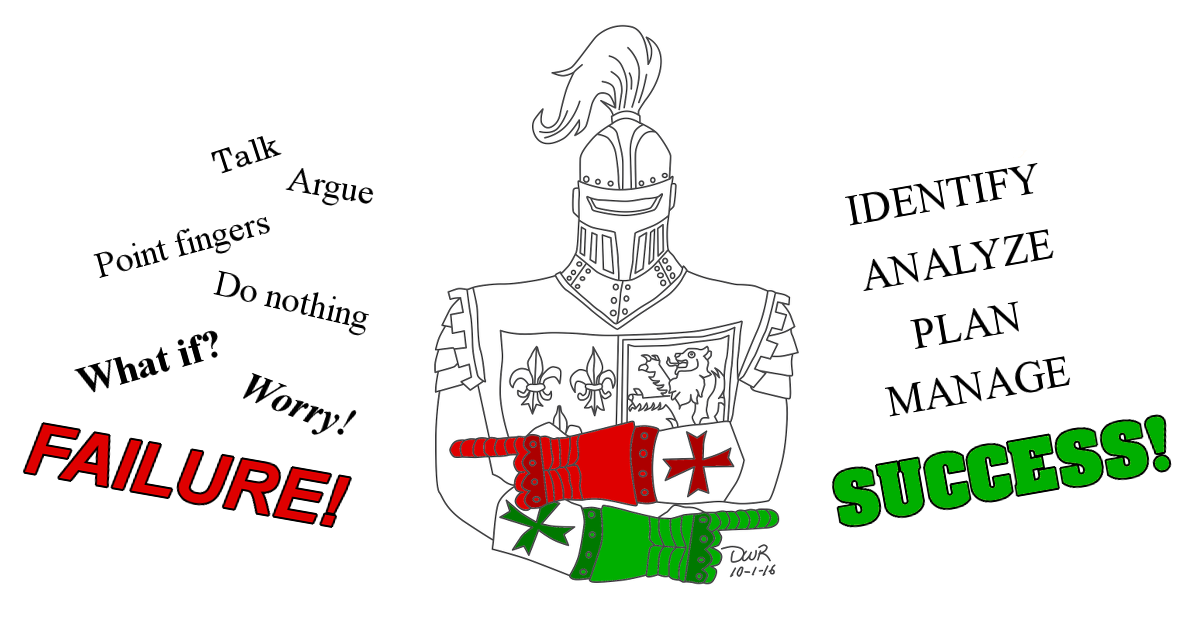 Talk
Argue
Point fingers
Do nothing
What if?
Worry!
FAILURE!
IDENTIFY
ANALYZE
PLAN
MANAGE
SUCCESS!
DWR
10-1-16